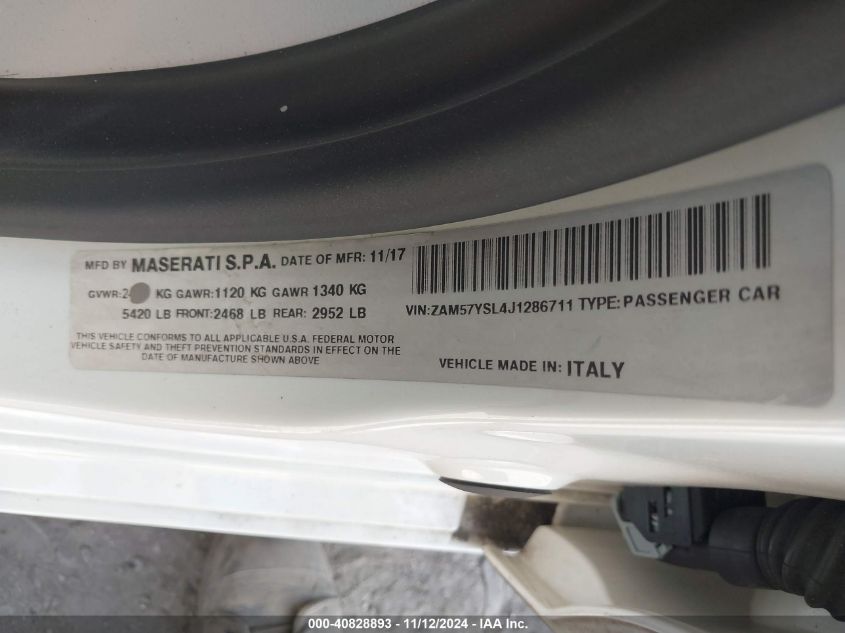 MFD BY MASERATI S.P.A. DATE OF MFR: 11/17
GVWR: KG GAWR:1120 KG GAWR 1340 KG
5420 LB FRONT:2468 LB REAR: 2952 LB
THIS VEHICLE CONFORMS TO ALL APPLICABLE U.S.A. FEDERAL MOTOR
VEHICLE SAFETY AND THEFT PREVENTION STANDARDS IN EFFECT ON THE
DATE OF MANUFACTURE SHOWN ABOVE
VIN:ZAM57YSL4J1286711 TYPE:PASSENGER CAR
VEHICLE MADE IN: ITALY
000-40828893 - 11/12/2024 - IAA Inc.